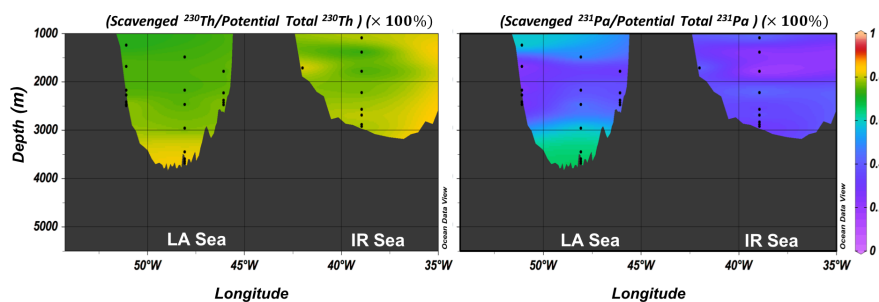 (Scavenged ²³⁰Th/Potential Total ²³⁰Th ) (× 100%)
(Scavenged ²³¹Pa/Potential Total ²³¹Pa ) (× 100%)
1000
2000
3000
4000
5000
Depth (m)
LA Sea
IR Sea
Ocean Data View
50°W
45°W
40°W
35°W
Longitude
LA Sea
IR Sea
Ocean Data View
50°W
45°W
40°W
35°W
Longitude
1
0